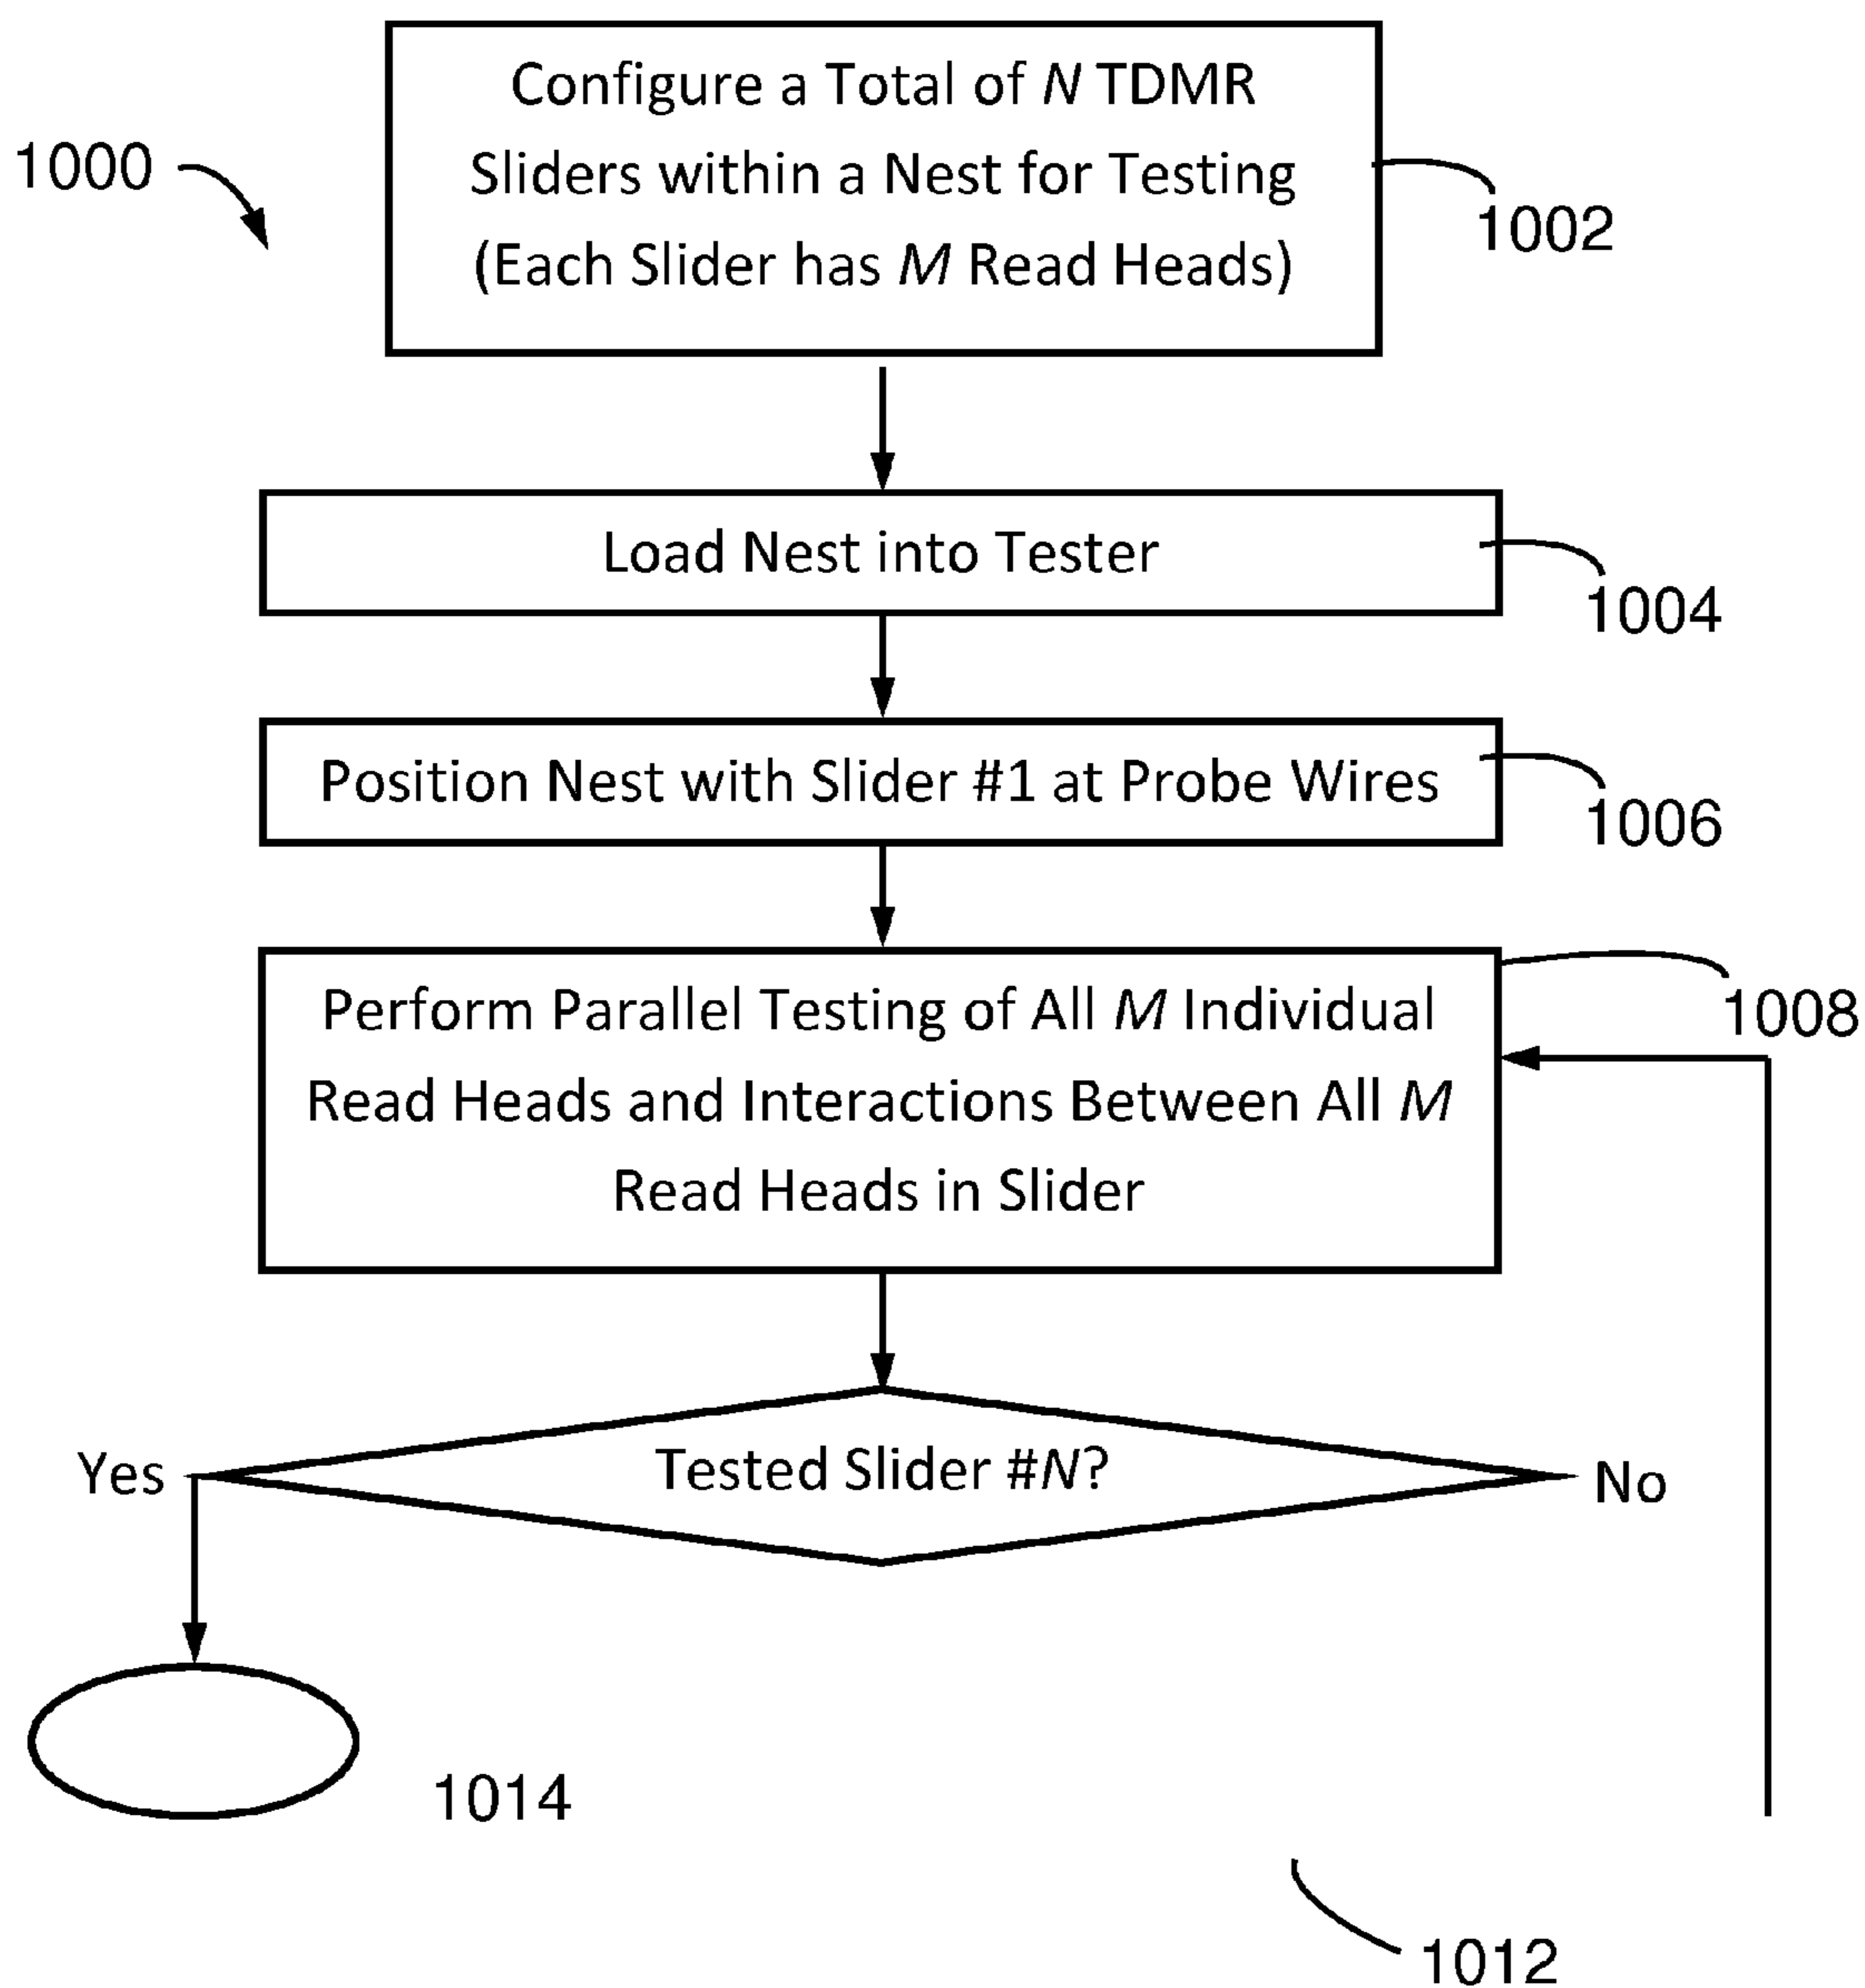 Configure a Total of N TDMR
Sliders within a Nest for Testing
(Each Slider has M Read Heads)
1000
1002
Load Nest into Tester
1004
Position Nest with Slider #1 at Probe Wires
1006
Perform Parallel Testing of All M Individual
Read Heads and Interactions Between All M
Read Heads in Slider
1008
Tested Slider #N?
Yes
No
1014
1012